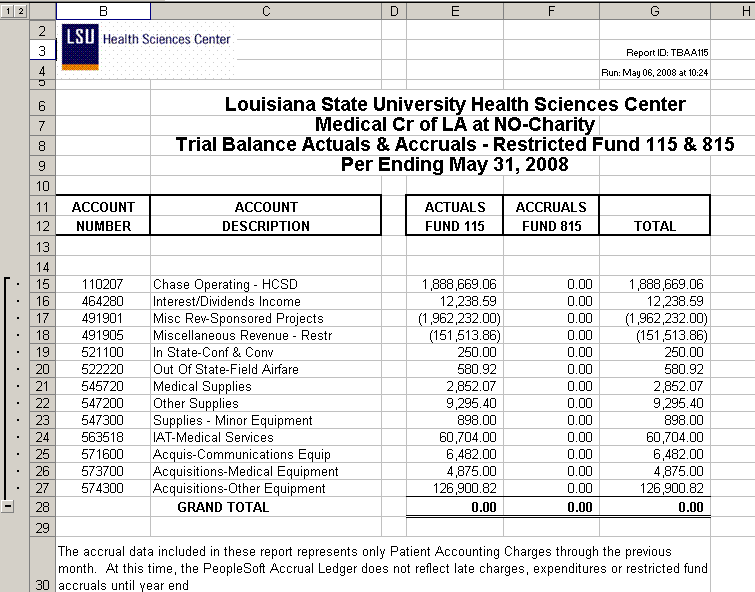 1 2 B C D E F G H
2 LSU Health Sciences Center
3 Report ID: TBAA115
4 Run: May 06, 2008 at 10:24
5
6 Louisiana State University Health Sciences Center
7 Medical Cr of LA at NO-Charity
8 Trial Balance Actuals & Accruals - Restricted Fund 115 & 815
9 Per Ending May 31, 2008
10
11 ACCOUNT ACCOUNT ACTUALS ACCRUALS
12 NUMBER DESCRIPTION FUND 115 FUND 815 TOTAL
13
14
15 110207 Chase Operating - HCSD 1,888,669.06 0.00 1,888,669.06
16 464280 Interest/Dividends Income 12,238.59 0.00 12,238.59
17 491901 Misc Rev-Sponsored Projects (1,962,232.00) 0.00 (1,962,232.00)
18 491905 Miscellaneous Revenue - Restr (151,513.86) 0.00 (151,513.86)
19 521100 In State-Conf & Conv 250.00 0.00 250.00
20 522220 Out Of State-Field Airfare 580.92 0.00 580.92
21 545720 Medical Supplies 2,852.07 0.00 2,852.07
22 547200 Other Supplies 9,295.40 0.00 9,295.40
23 547300 Supplies - Minor Equipment 898.00 0.00 898.00
24 563518 IAT-Medical Services 60,704.00 0.00 60,704.00
25 571600 Acquis-Communications Equip 6,482.00 0.00 6,482.00
26 573700 Acquisitions-Medical Equipment 4,875.00 0.00 4,875.00
27 574300 Acquisitions-Other Equipment 126,900.82 0.00 126,900.82
28 GRAND TOTAL 0.00 0.00 0.00
29
The accrual data included in these report represents only Patient Accounting Charges through the previous
month. At this time, the PeopleSoft Accrual Ledger does not reflect late charges, expenditures or restricted fund
30 accruals until year end